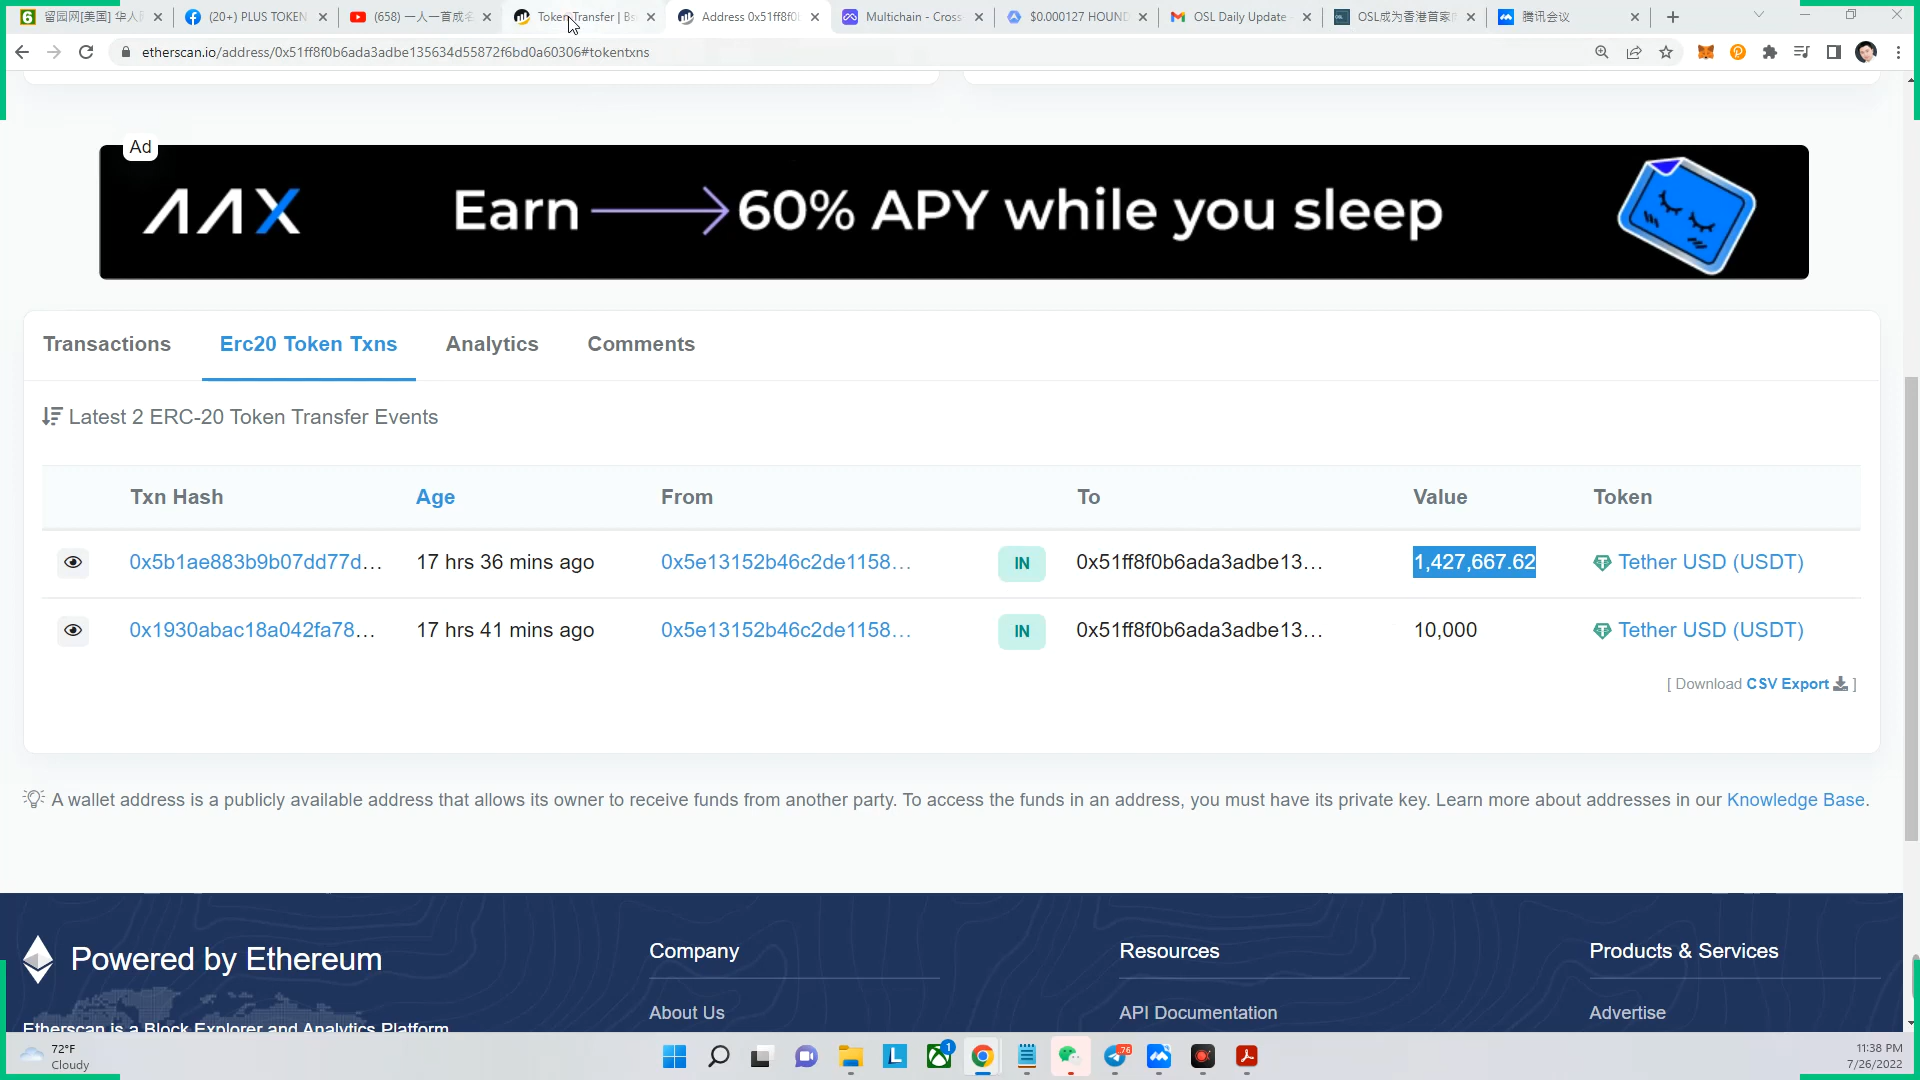 留园网[美国] 华人
(20+) PLUS TOKEN
(658) 一人一首成名
TokenTransfer | Bs
Address 0x51ff8f0
Multichain - Cross
$0.000127 HOUND
OSL Daily Update
OSL成为香港首家
腾讯会议
etherscan.io/address/0x51ff8f0b6ada3adbe135634d55872f6bd0a60306#tokentxns
Ad
AAX Earn 60% APY while you sleep
Transactions Erc20 Token Txns Analytics Comments
Latest 2 ERC-20 Token Transfer Events
Txn Hash Age From To Value Token
0x5b1ae883b9b07dd77d... 17 hrs 36 mins ago 0x5e13152b46c2de1158... IN 0x51ff8f0b6ada3adbe13... 1,427,667.62 Tether USD (USDT)
0x1930abac18a042fa78... 17 hrs 41 mins ago 0x5e13152b46c2de1158... IN 0x51ff8f0b6ada3adbe13... 10,000 Tether USD (USDT)
[ Download CSV Export ]
A wallet address is a publicly available address that allows its owner to receive funds from another party. To access the funds in an address, you must have its private key. Learn more about addresses in our Knowledge Base.
Powered by Ethereum
Company
Resources
Products & Services
About Us
API Documentation
Advertise
Etherscan is a Block Explorer and Analytics Platform
72°F
Cloudy
1
76
11:38 PM
7/26/2022